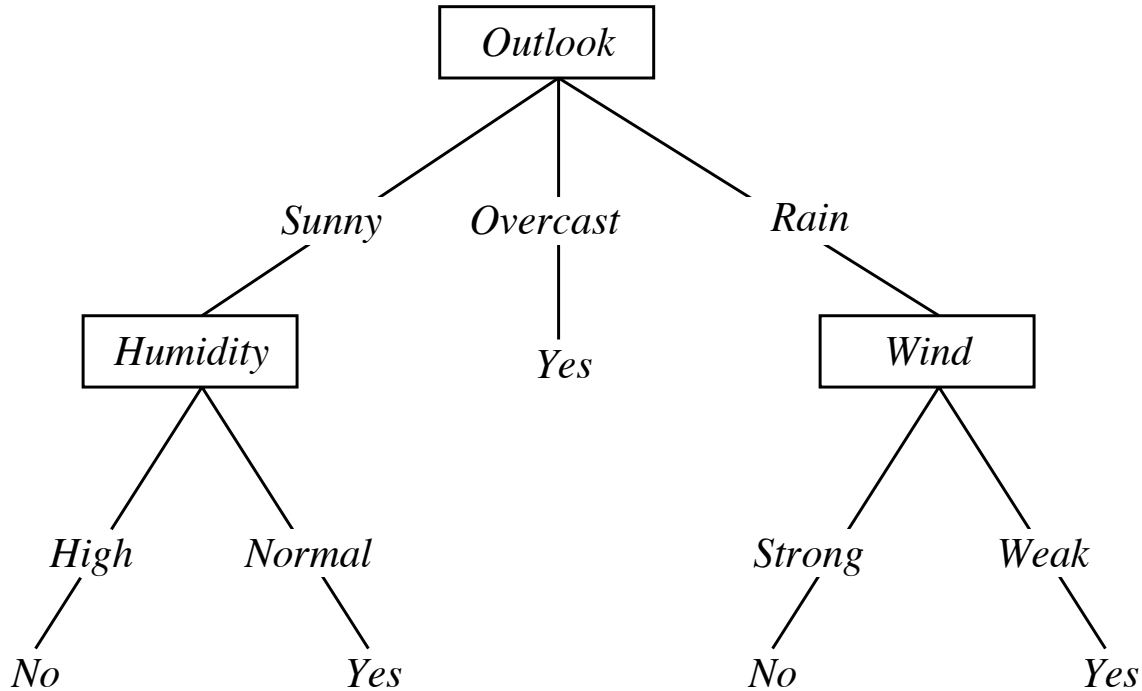 Outlook
Sunny Overcast Rain
Humidity Yes Wind
High Normal Strong Weak
No Yes No Yes